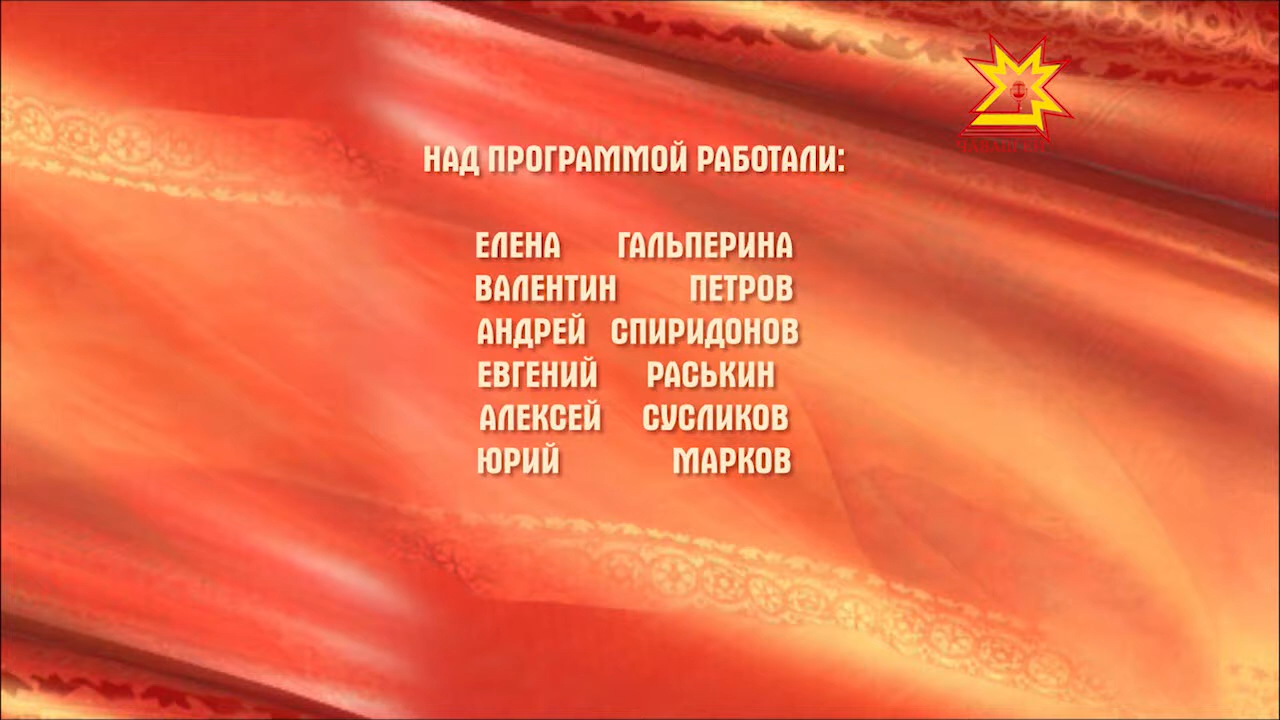 НАД ПРОГРАММОЙ РАБОТАЛИ:
ЕЛЕНА ГАЛЬПЕРИНА
ВАЛЕНТИН ПЕТРОВ
АНДРЕЙ СПИРИДОНОВ
ЕВГЕНИЙ РАСЬКИН
АЛЕКСЕЙ СУСЛИКОВ
ЮРИЙ МАРКОВ